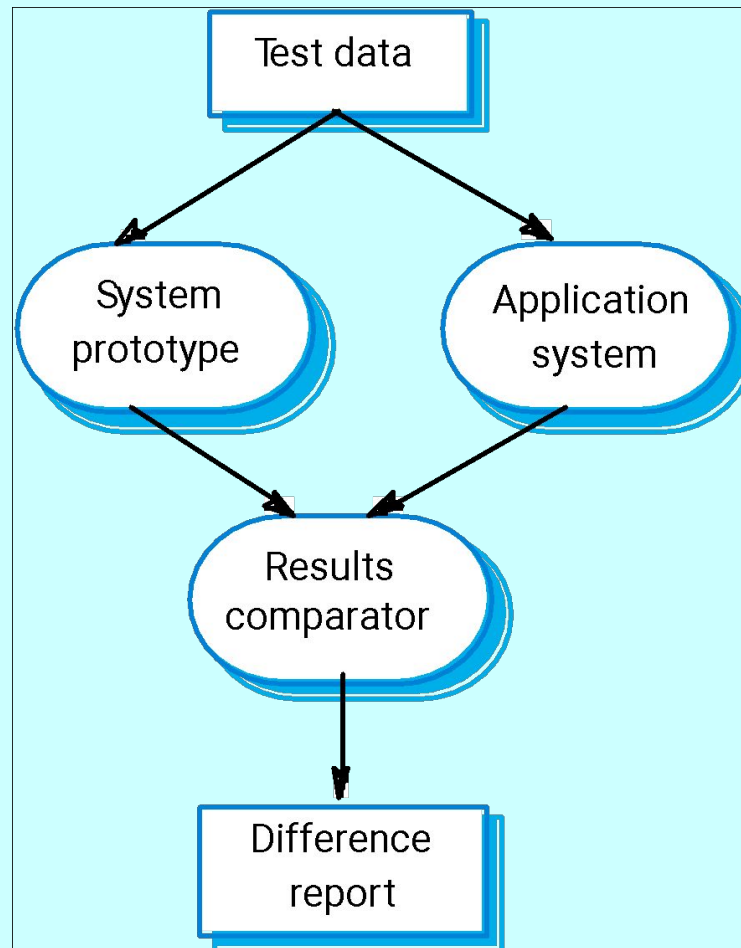 Test data
System
prototype
Application
system
Results
comparator
Difference
report